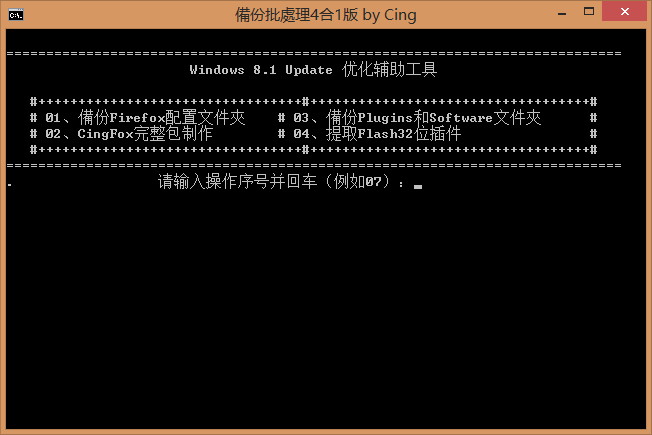 備份批處理4合1版 by Cing
=============================================================================
Windows 8.1 Update 优化辅助工具
#+++++++++++++++++++++++++++++++++#+++++++++++++++++++++++++++++++++++#
# 01、備份Firefox配置文件夾 # 03、備份Plugins和Software文件夾 #
# 02、CingFox完整包制作 # 04、提取Flash32位插件 #
#+++++++++++++++++++++++++++++++++#+++++++++++++++++++++++++++++++++++#
=============================================================================
. 请输入操作序号并回车（例如07）：_